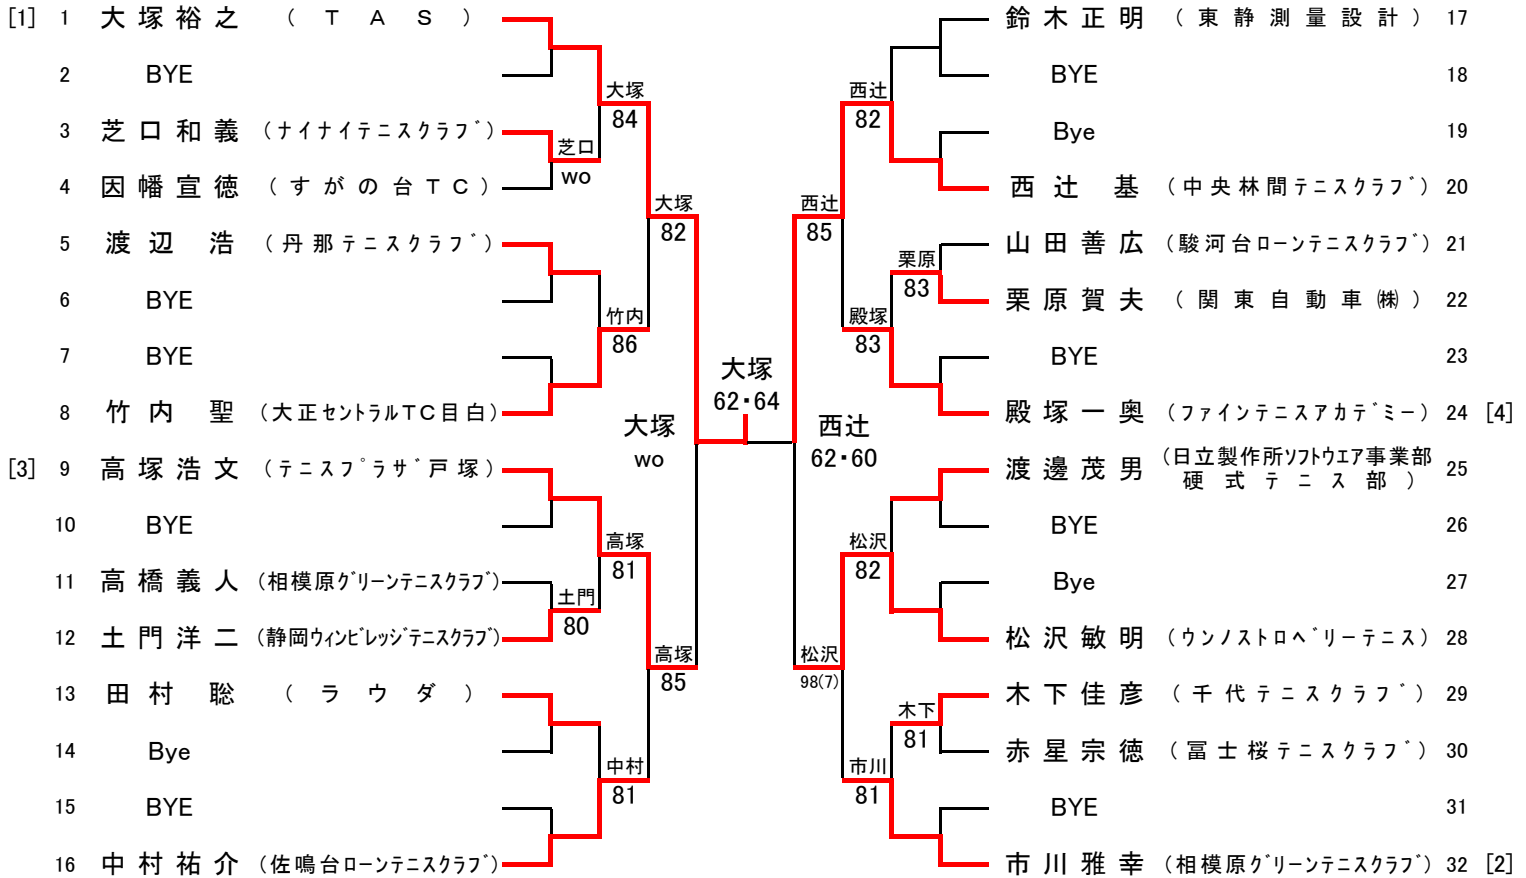 [1] 1 大塚裕之 (TAS)
2 BYE
3 芝口和義 (ナイナイテニスクラブ)
4 因幡宣徳 (すがの台TC)
5 渡辺 浩 (丹那テニスクラブ)
6 BYE
7 BYE
8 竹内 聖 (大正セントラルTC目白)
[3] 9 高塚浩文 (テニスプラザ戸塚)
10 BYE
11 高橋義人 (相模原グリーンテニスクラブ)
12 土門洋二 (静岡ウィンビレッジテニスクラブ)
13 田村 聡 (ラウダ)
14 Bye
15 BYE
16 中村祐介 (佐鳴台ローンテニスクラブ)
芝口
wo
土門
80
大塚
84
竹内
86
高塚
81
中村
81
大塚
82
高塚
85
大塚
wo
大塚
62・64
西辻
62・60
西辻
85
松沢
98(7)
西辻
82
殿塚
83
松沢
82
市川
81
栗原
83
木下
81
鈴木正明 (東静測量設計) 17
BYE 18
Bye 19
西辻 基 (中央林間テニスクラブ) 20
山田善広 (駿河台ローンテニスクラブ) 21
栗原賀夫 (関東自動車㈱) 22
BYE 23
殿塚一奥 (ファインテニスアカデミー) 24 [4]
渡邊茂男 (日立製作所ソフトウエア事業部
硬式テニス部) 25
BYE 26
Bye 27
松沢敏明 (ウンノストロベリーテニス) 28
木下佳彦 (千代テニスクラブ) 29
赤星宗徳 (冨士桜テニスクラブ) 30
BYE 31
市川雅幸 (相模原グリーンテニスクラブ) 32 [2]